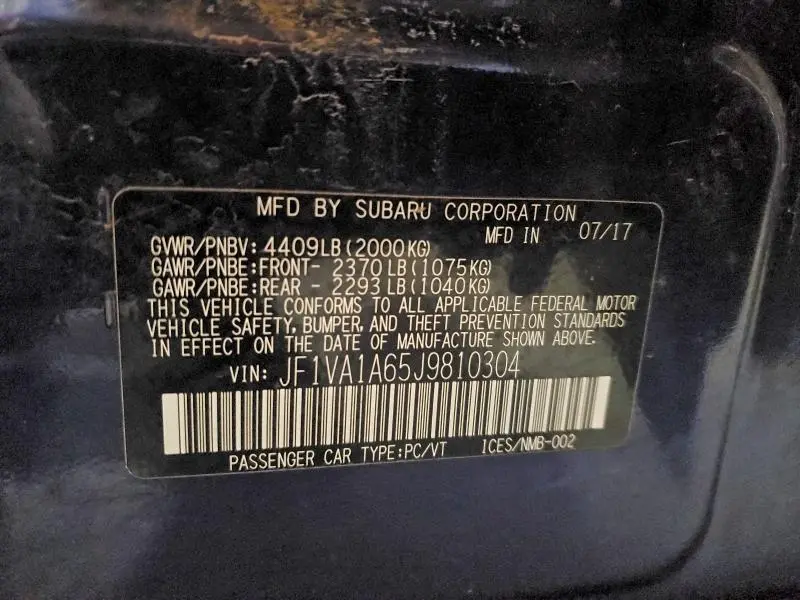 MFD BY SUBARU CORPORATION
MFD IN 07/17
GVWR/PNBV: 4409LB(2000KG)
GAWR/PNBE:FRONT- 2370 LB(1075KG)
GAWR/PNBE:REAR - 2293 LB(1040KG)
THIS VEHICLE CONFORMS TO ALL APPLICABLE FEDERAL MOTOR
VEHICLE SAFETY, BUMPER, AND THEFT PREVENTION STANDARDS
IN EFFECT ON THE DATE OF MANUFACTURE SHOWN ABOVE.
VIN: JF1VA1A65J9810304
PASSENGER CAR TYPE:PC/VT ICES/NMB-002